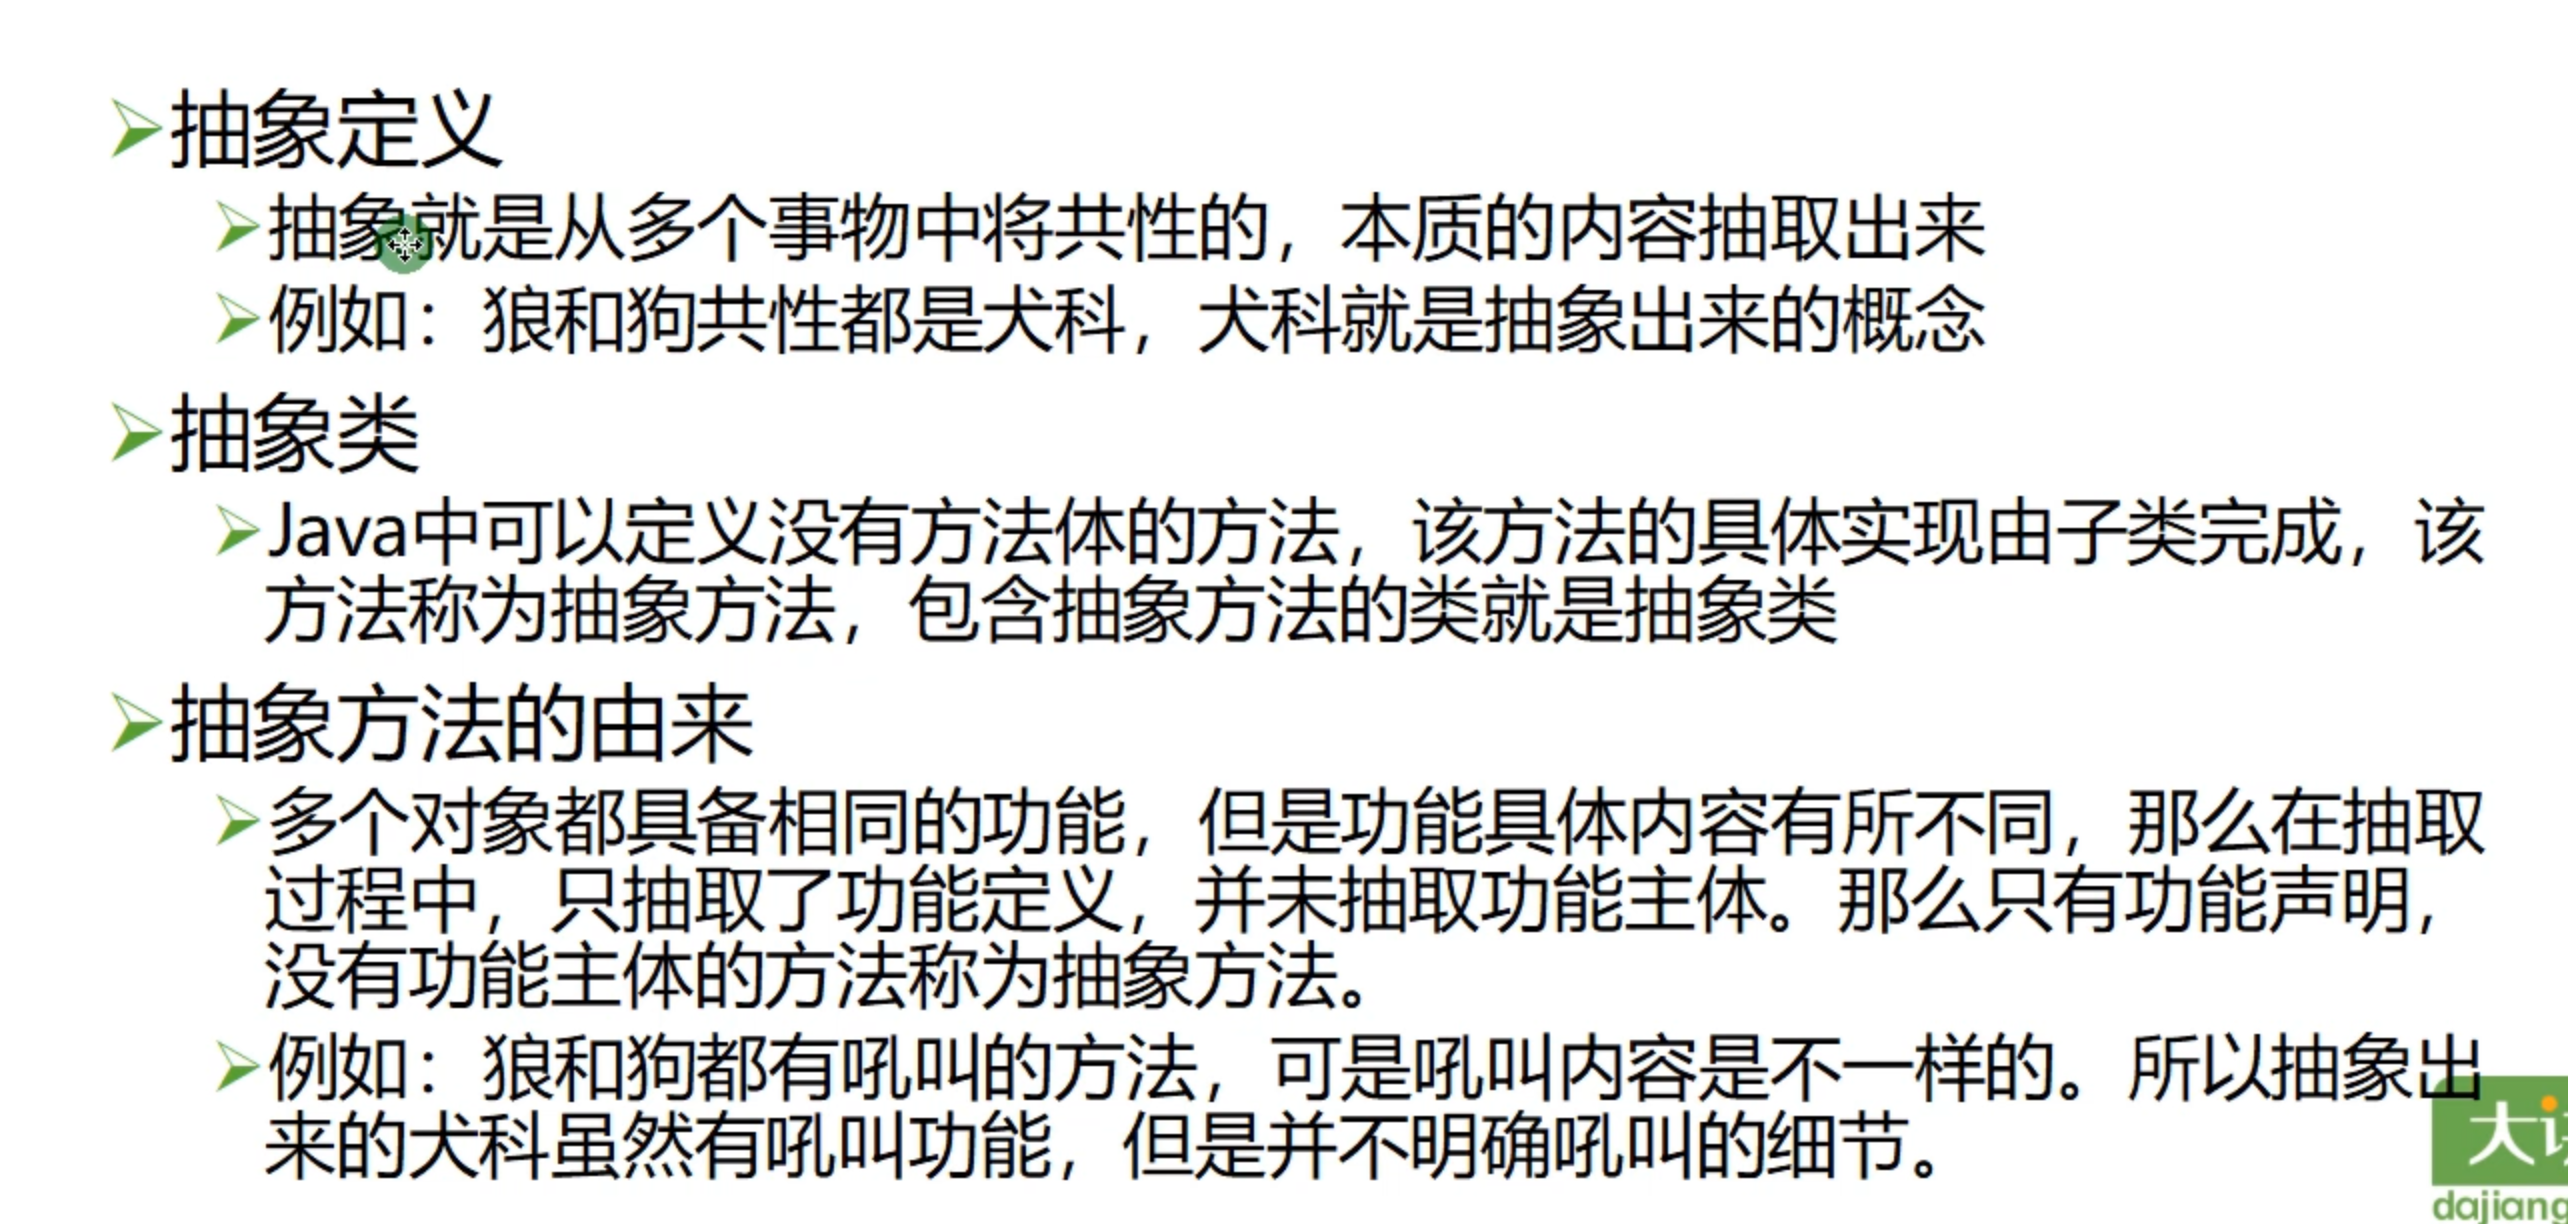 抽象定义
抽象就是从多个事物中将共性的，本质的内容抽取出来
例如：狼和狗共性都是犬科，犬科就是抽象出来的概念
抽象类
Java中可以定义没有方法体的方法，该方法的具体实现由子类完成，该
方法称为抽象方法，包含抽象方法的类就是抽象类
抽象方法的由来
多个对象都具备相同的功能，但是功能具体内容有所不同，那么在抽取
过程中，只抽取了功能定义，并未抽取功能主体。那么只有功能声明，
没有功能主体的方法称为抽象方法。
例如：狼和狗都有吼叫的方法，可是吼叫内容是不一样的。所以抽象出
来的犬科虽然有吼叫功能，但是并不明确吼叫的细节。
大
dajiang